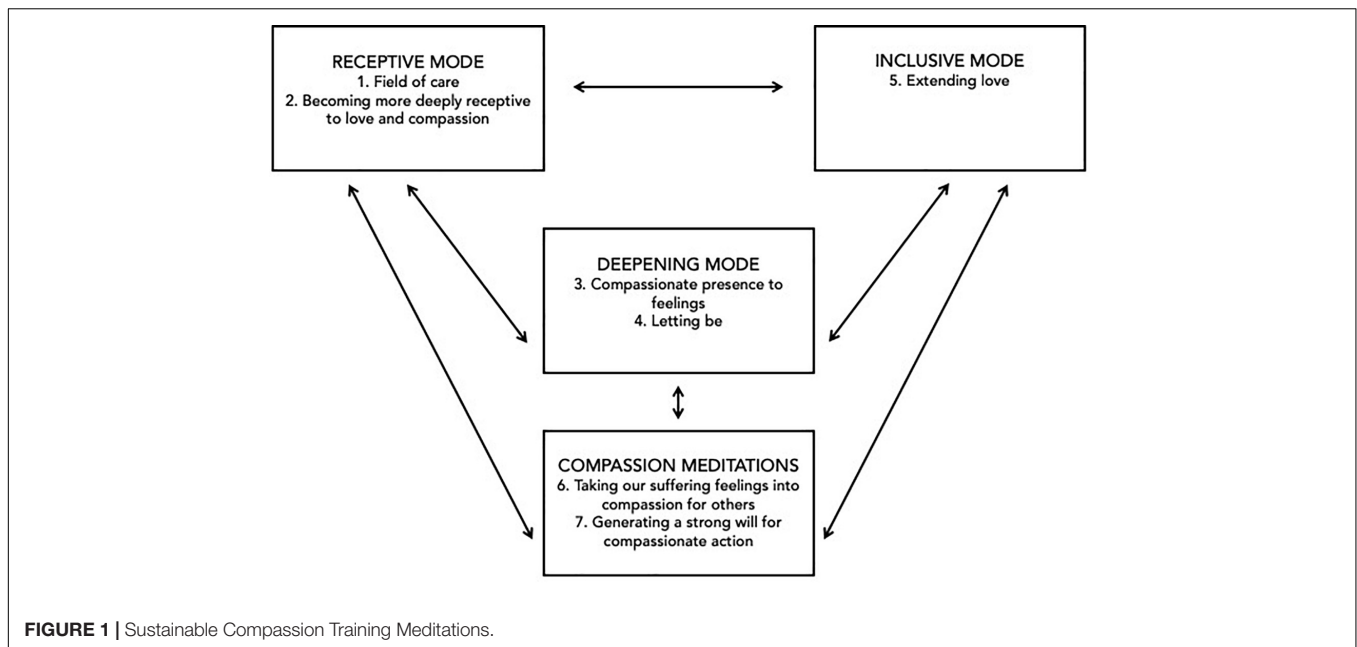 RECEPTIVE MODE
1. Field of care
2. Becoming more deeply receptive
to love and compassion
INCLUSIVE MODE
5. Extending love
DEEPENING MODE
3. Compassionate presence to
feelings
4. Letting be
COMPASSION MEDITATIONS
6. Taking our suffering feelings into
compassion for others
7. Generating a strong will for
compassionate action
FIGURE 1 | Sustainable Compassion Training Meditations.